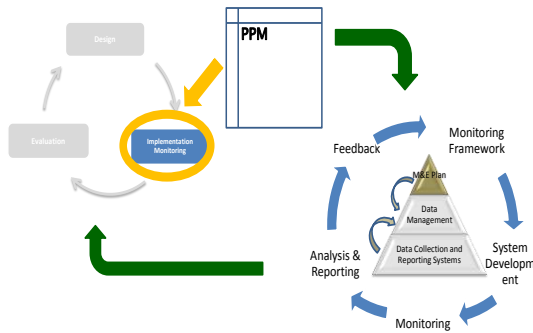 Design
PPM
Evaluation
Implementation
Monitoring
Feedback
Monitoring
Framework
M&E Plan
Data
Management
Data Collection and
Reporting Systems
Analysis &
Reporting
System
Developm
ent
Monitoring